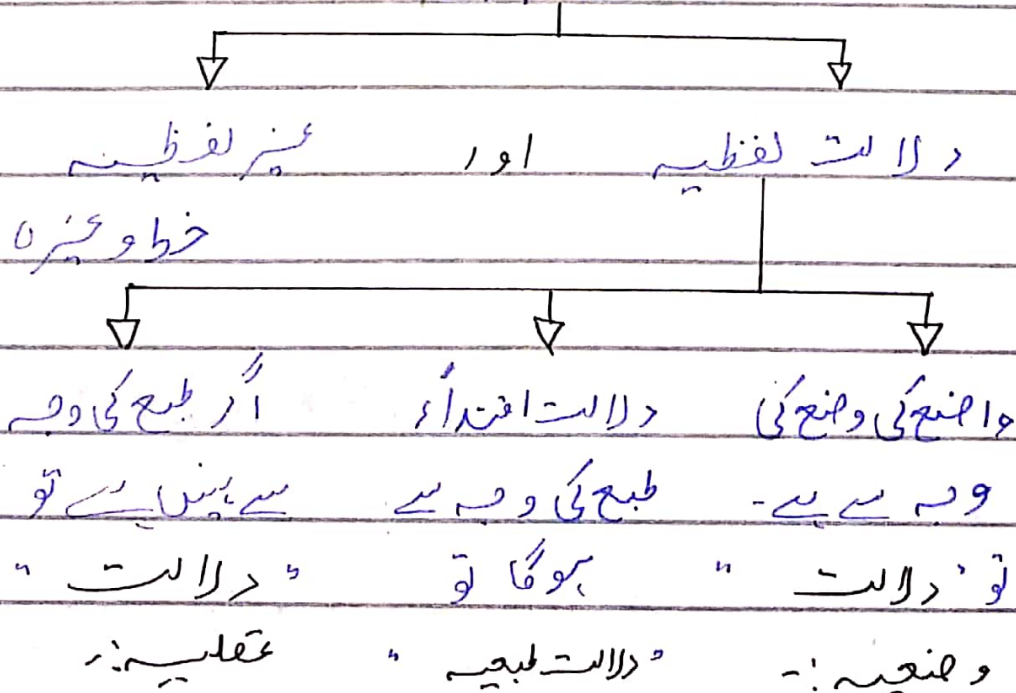 دلالت لفظیہ اور غیر لفظیہ
خط وغیرہ
واضع کی وضع کی
وجہ سے ہے۔
تو "دلالت"
وضعیہ :-
دلالت اقتداًء
طبع کی وجہ سے
ہوگا تو
"دلالت طبعیہ"
اگر طبع کی وجہ
سے نہیں ہے تو
"دلالت"
عقلیہ :-